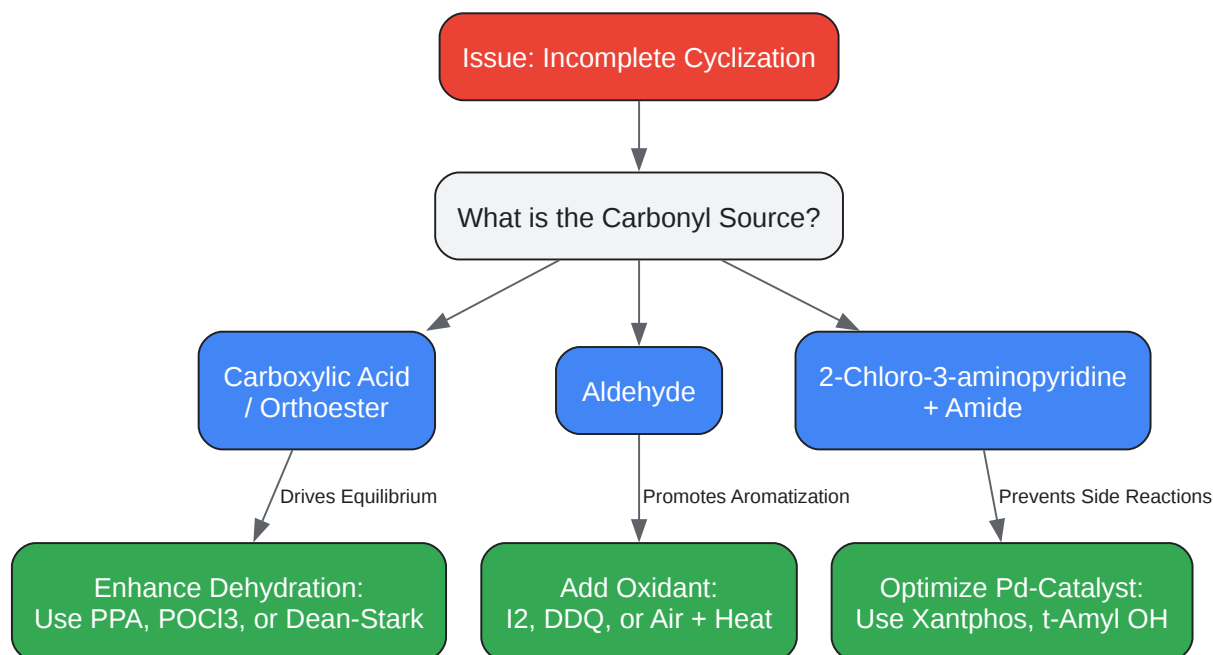 Issue: Incomplete Cyclization
What is the Carbonyl Source?
Carboxylic Acid
/ Orthoester
Aldehyde
2-Chloro-3-aminopyridine
+ Amide
Drives Equilibrium
Promotes Aromatization
Prevents Side Reactions
Enhance Dehydration:
Use PPA, POCl3, or Dean-Stark
Add Oxidant:
I2, DDQ, or Air + Heat
Optimize Pd-Catalyst:
Use Xantphos, t-Amyl OH